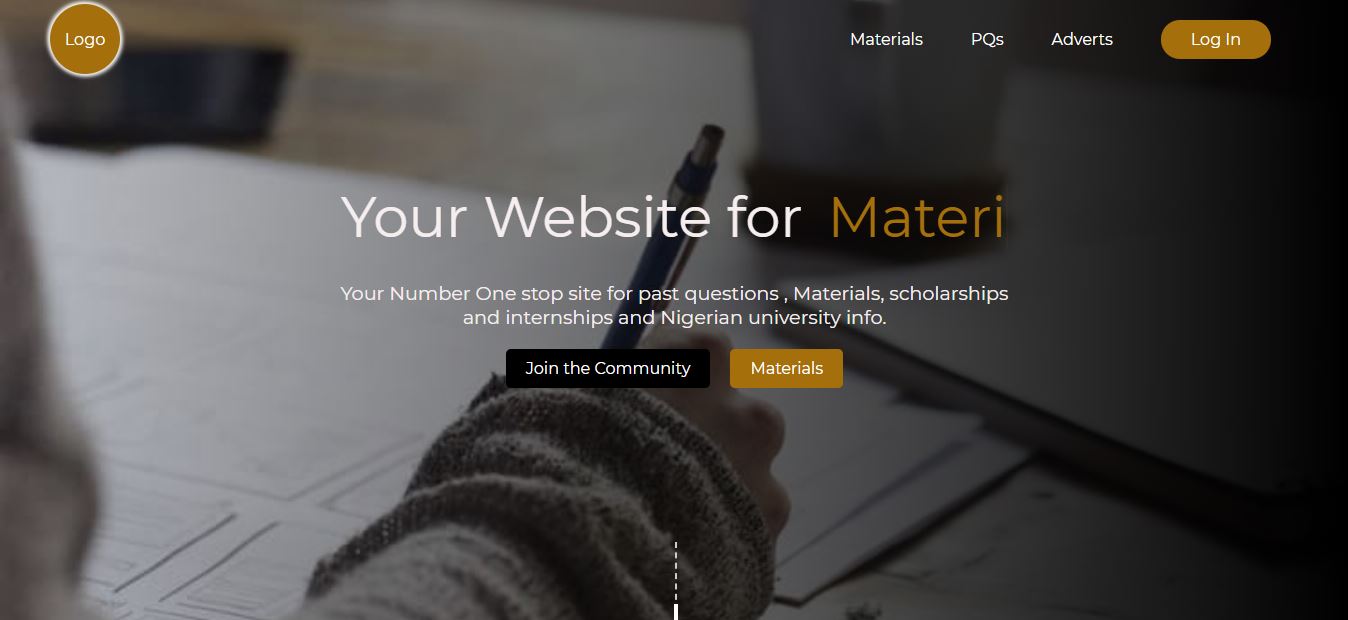 Logo
Materials PQs Adverts Log In
Your Website for Materi
Your Number One stop site for past questions , Materials, scholarships
and internships and Nigerian university info.
Join the Community Materials